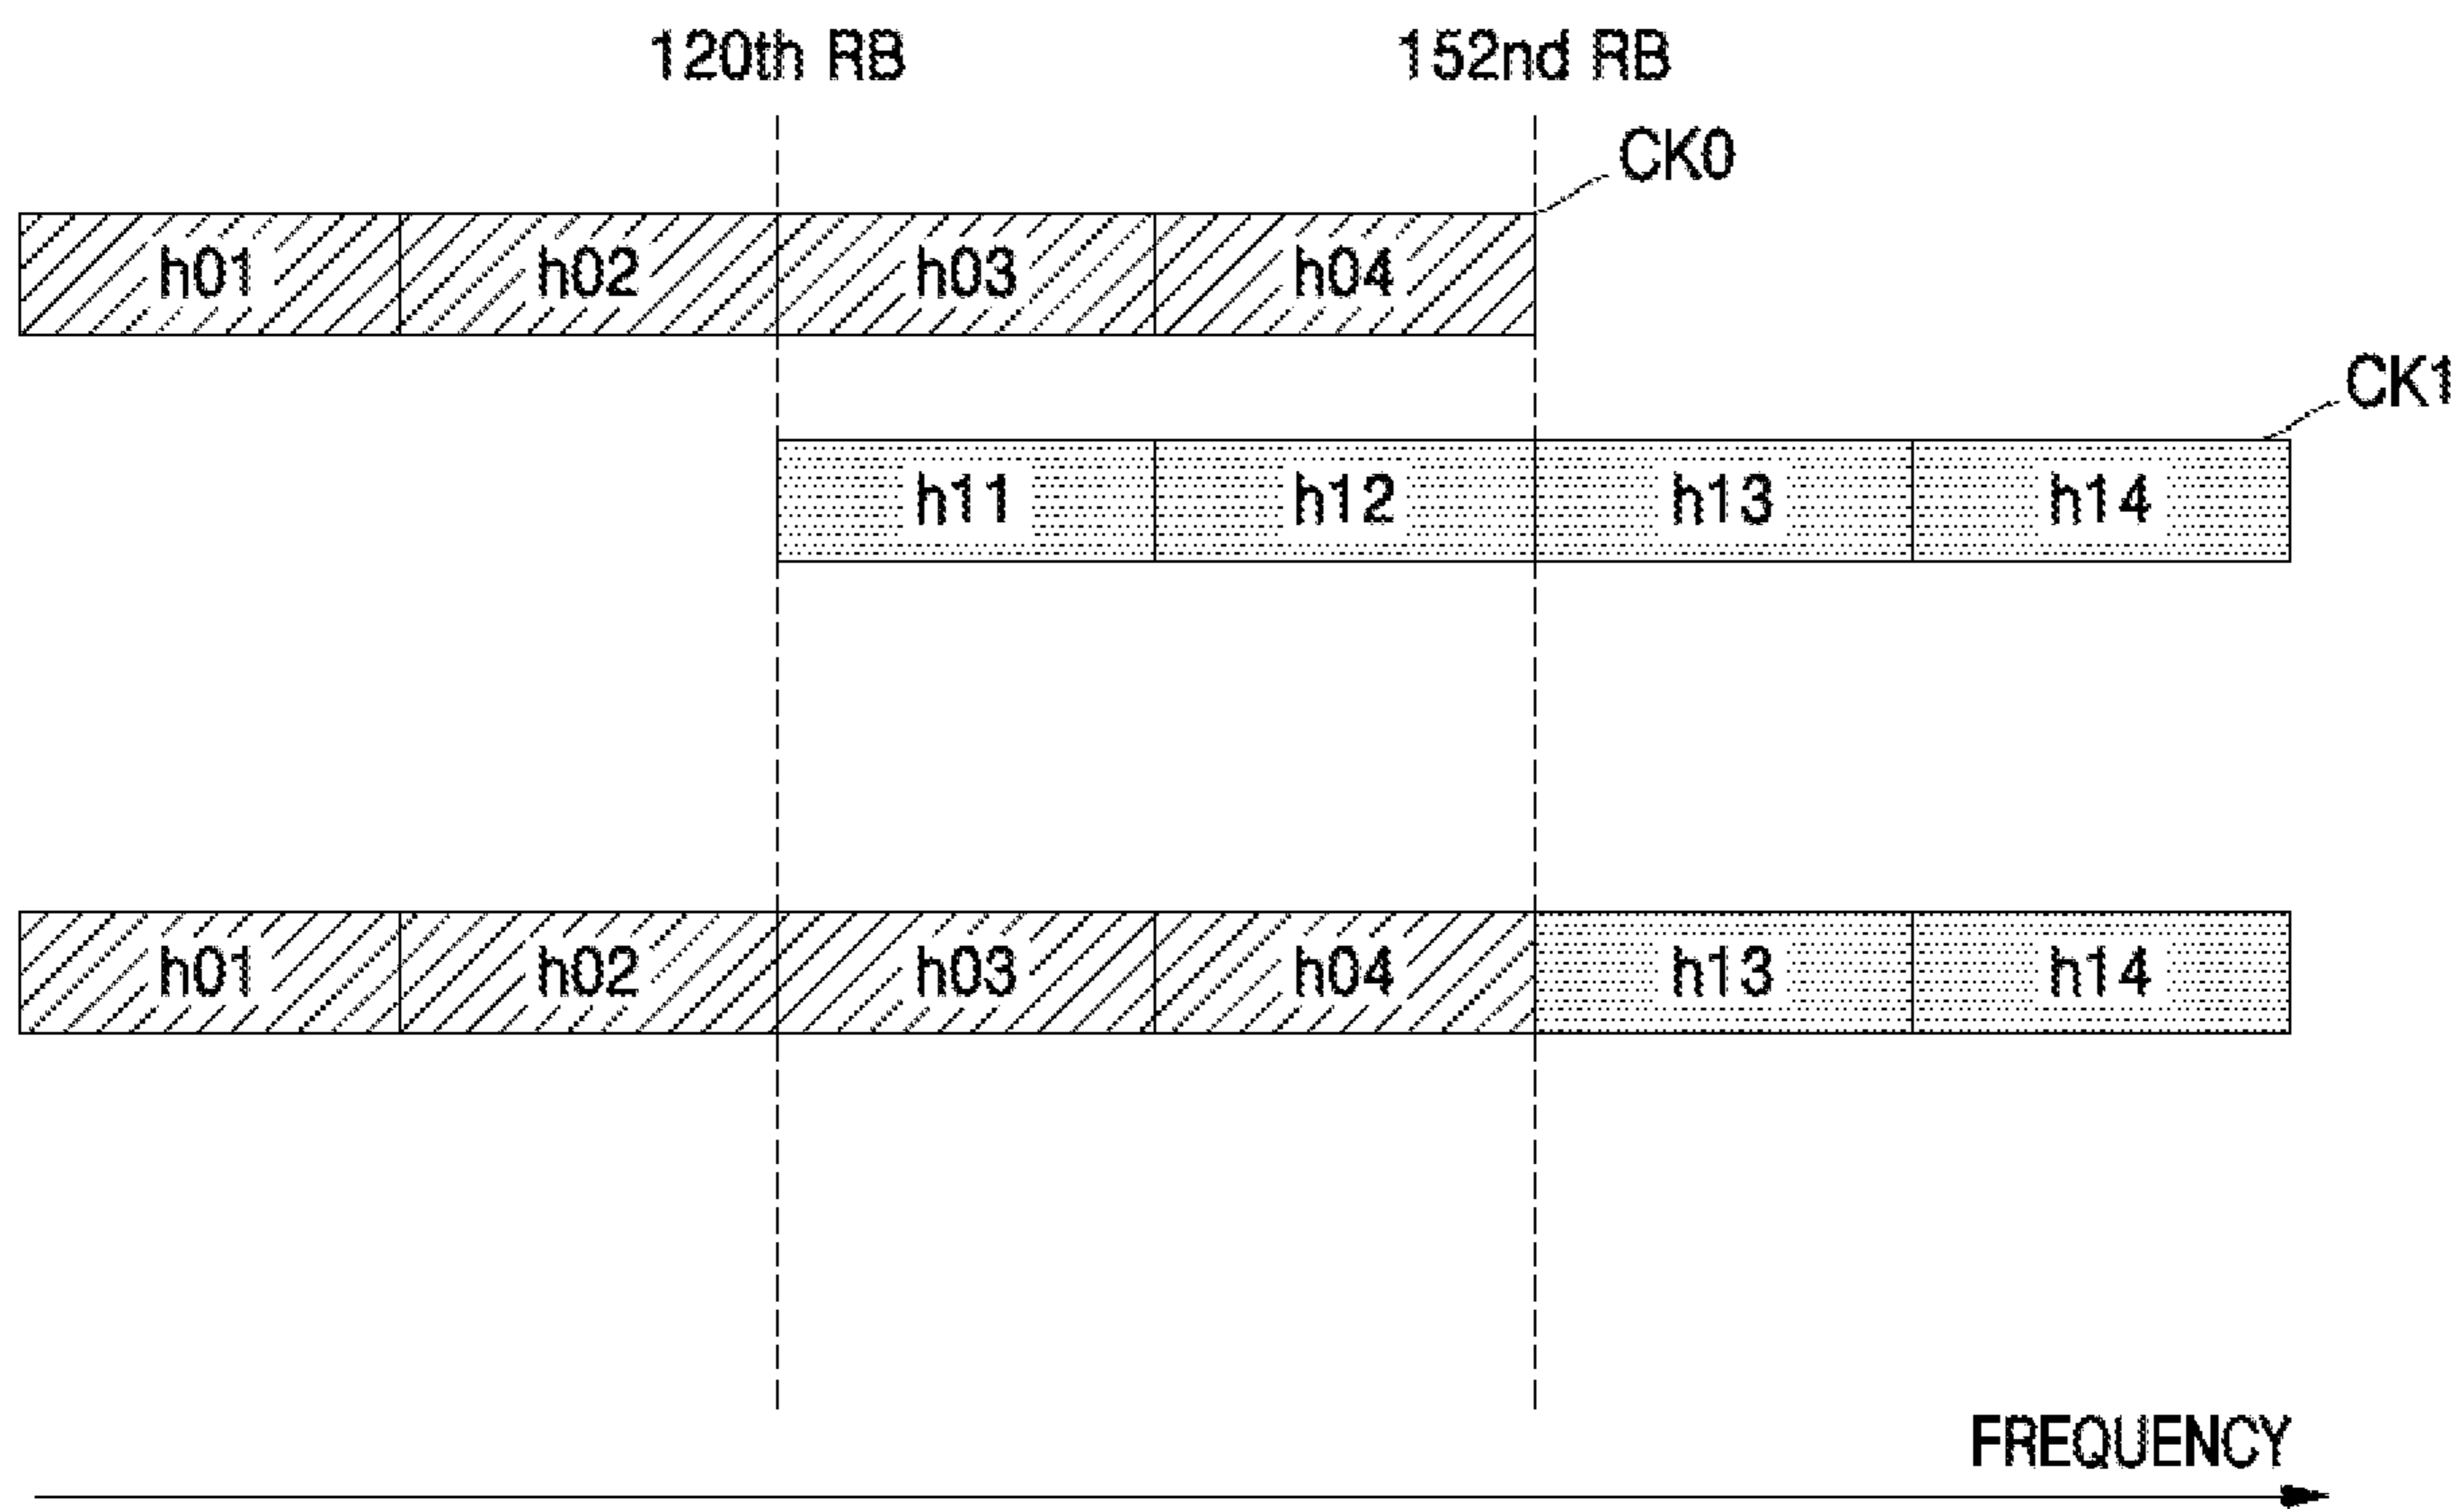 120th RB 152nd RB
CK0
h01 h02 h03 h04
CK1
h11 h12 h13 h14
h01 h02 h03 h04 h13 h14
FREQUENCY